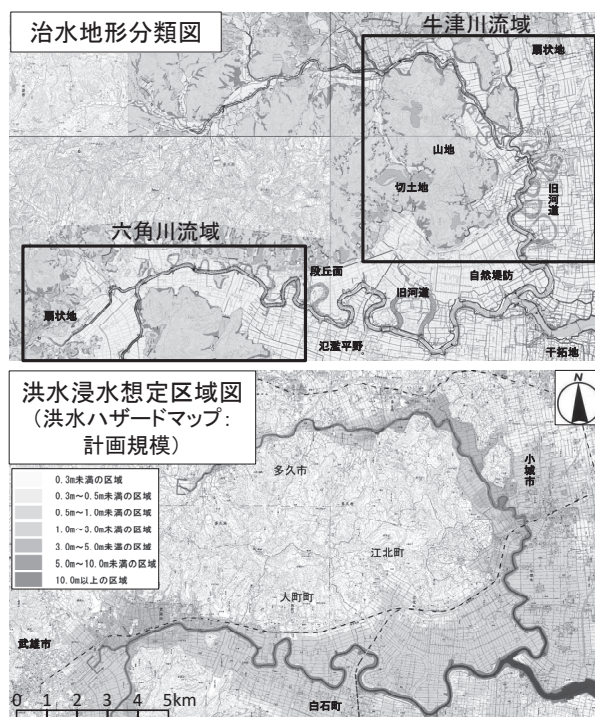 治水地形分類図
牛津川流域
扇状地
山地
切土地
旧河道
六角川流域
段丘面
自然堤防
旧河道
扇状地
氾濫平野
干拓地
洪水浸水想定区域図
(洪水ハザードマップ:
計画規模)
N
0.3m未満の区域
0.3m~0.5m未満の区域
0.5m~1.0m未満の区域
1.0m~3.0m未満の区域
3.0m~5.0m未満の区域
5.0m~10.0m未満の区域
10.0m以上の区域
多久市
小城市
江北町
人町町
武雄市
白石町
0 1 2 3 4 5km